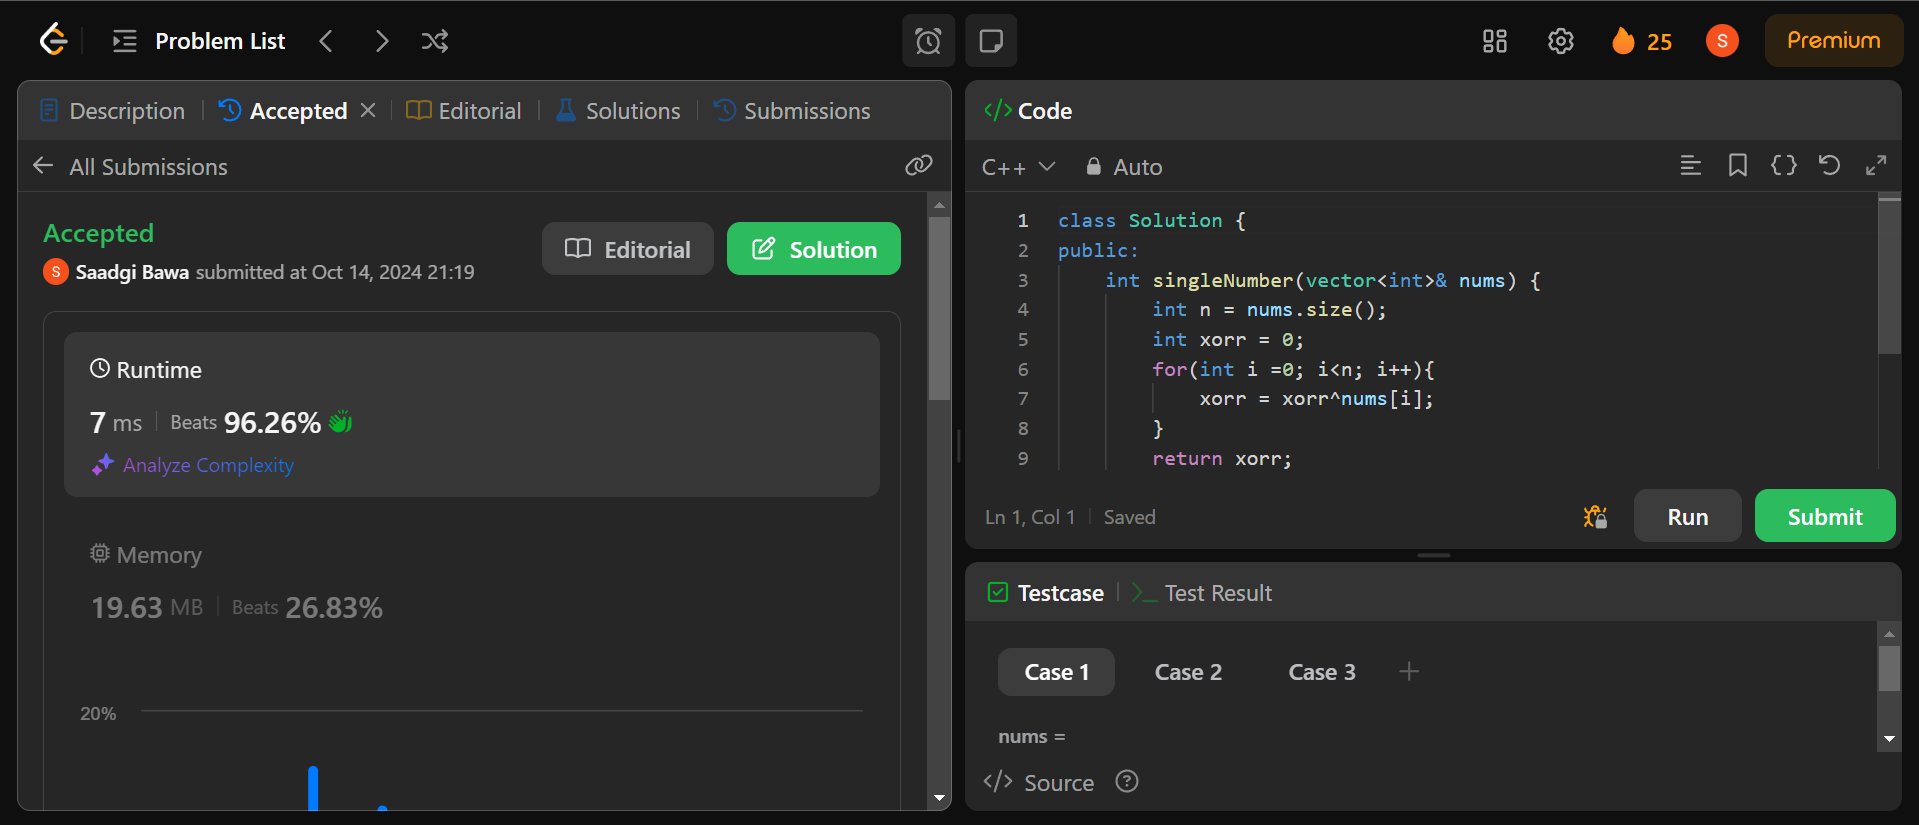 Problem List
25
S
Premium
Description
Accepted
Editorial
Solutions
Submissions
All Submissions
Accepted
S
Saadgi Bawa submitted at Oct 14, 2024 21:19
Editorial
Solution
Runtime
7 ms
Beats 96.26%
Analyze Complexity
Memory
19.63 MB
Beats 26.83%
20%
</> Code
C++
Auto
1 class Solution {
2 public:
3 int singleNumber(vector<int>& nums) {
4 int n = nums.size();
5 int xorr = 0;
6 for(int i =0; i<n; i++){
7 xorr = xorr^nums[i];
8 }
9 return xorr;
Ln 1, Col 1
Saved
Run
Submit
Testcase
>_ Test Result
Case 1
Case 2
Case 3
+
nums =
</> Source ?